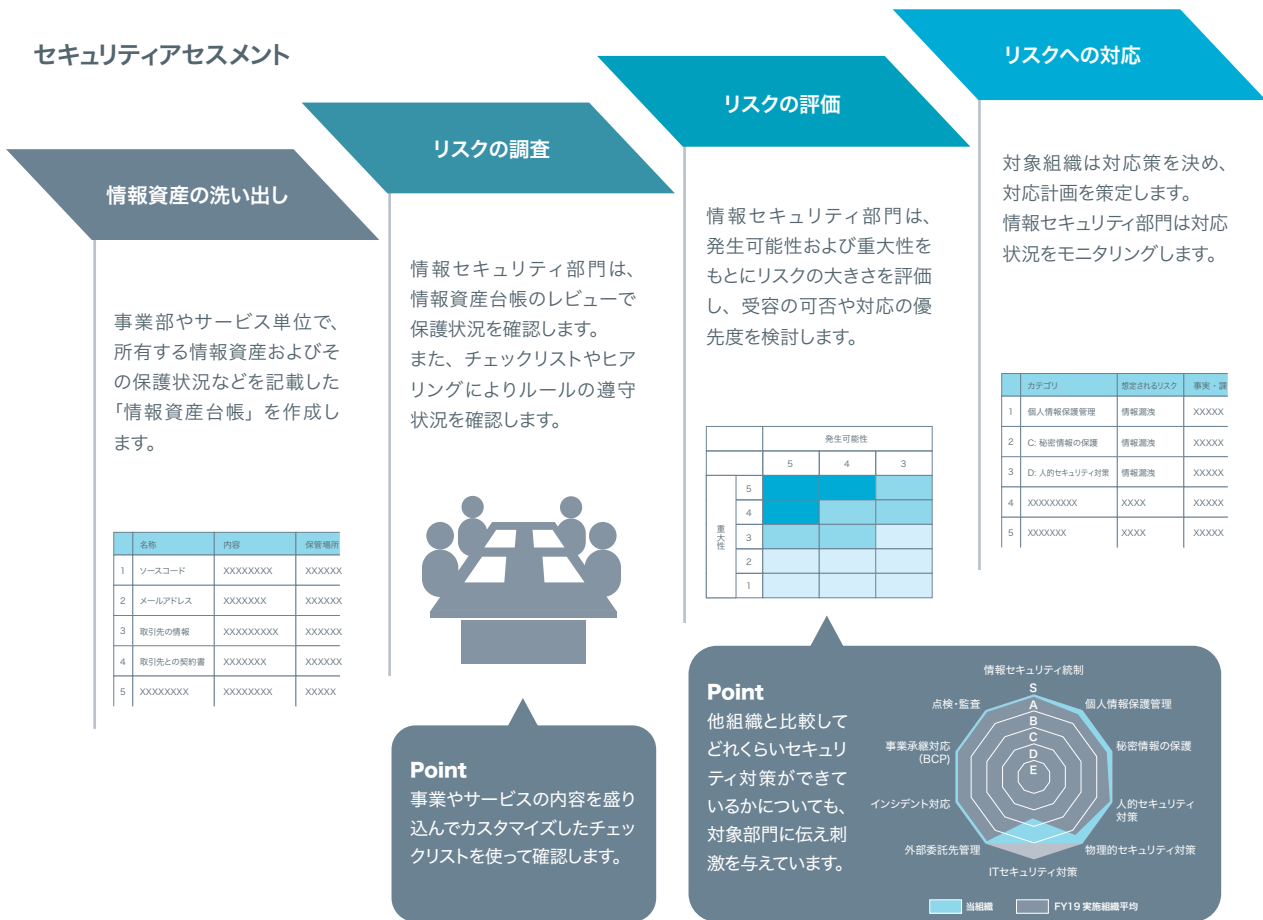 セキュリティアセスメント
情報資産の洗い出し
事業部やサービス単位で、
所有する情報資産およびそ
の保護状況などを記載した
「情報資産台帳」を作成し
ます。
名称 内容 保管場所
1 ソースコード XXXXXXXX XXXXXX
2 メールアドレス XXXXXXX XXXXXX
3 取引先の情報 XXXXXXXXX XXXXXX
4 取引先との契約書 XXXXXXX XXXXXX
5 XXXXXXXX XXXXXXXX XXXXX
リスクの調査
情報セキュリティ部門は、
情報資産台帳のレビューで
保護状況を確認します。
また、チェックリストやヒア
リングによりルールの遵守
状況を確認します。
Point
事業やサービスの内容を盛り
込んでカスタマイズしたチェッ
クリストを使って確認します。
リスクの評価
情報セキュリティ部門は、
発生可能性および重大性を
もとにリスクの大きさを評価
し、受容の可否や対応の優
先度を検討します。
発生可能性
5 4 3
重大性
5
4
3
2
1
Point
他組織と比較して
どれくらいセキュリ
ティ対策ができて
いるかについても、
対象部門に伝え刺
激を与えています。
情報セキュリティ統制
個人情報保護管理
秘密情報の保護
人的セキュリティ
対策
物理的セキュリティ対策
ITセキュリティ対策
外部委託先管理
インシデント対応
事業承継対応
(BCP)
点検・監査
S
A
B
C
D
E
当組織 FY19 実施組織平均
リスクへの対応
対象組織は対応策を決め、
対応計画を策定します。
情報セキュリティ部門は対応
状況をモニタリングします。
カテゴリ 想定されるリスク 事実・課
1 個人情報保護管理 情報漏洩 XXXXX
2 C: 秘密情報の保護 情報漏洩 XXXXX
3 D: 人的セキュリティ対策 情報漏洩 XXXXX
4 XXXXXXXXX XXXX XXXXX
5 XXXXXXX XXXX XXXXX